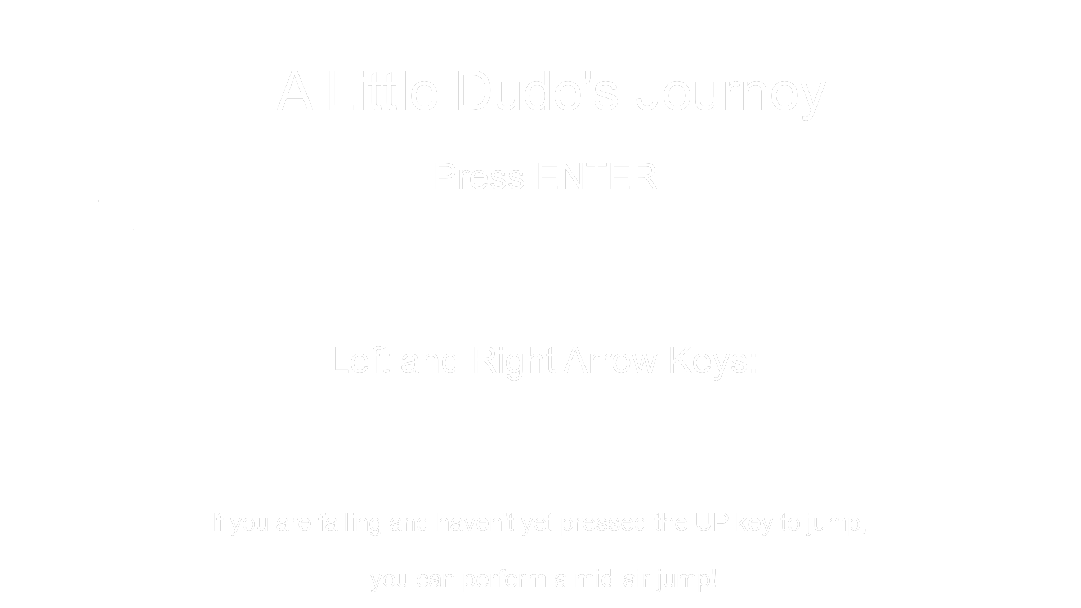 A Little Dude's Journey
Press ENTER
Left and Right Arrow Keys:
If you are falling and haven't yet pressed the UP key to jump,
you can perform a mid-air jump!